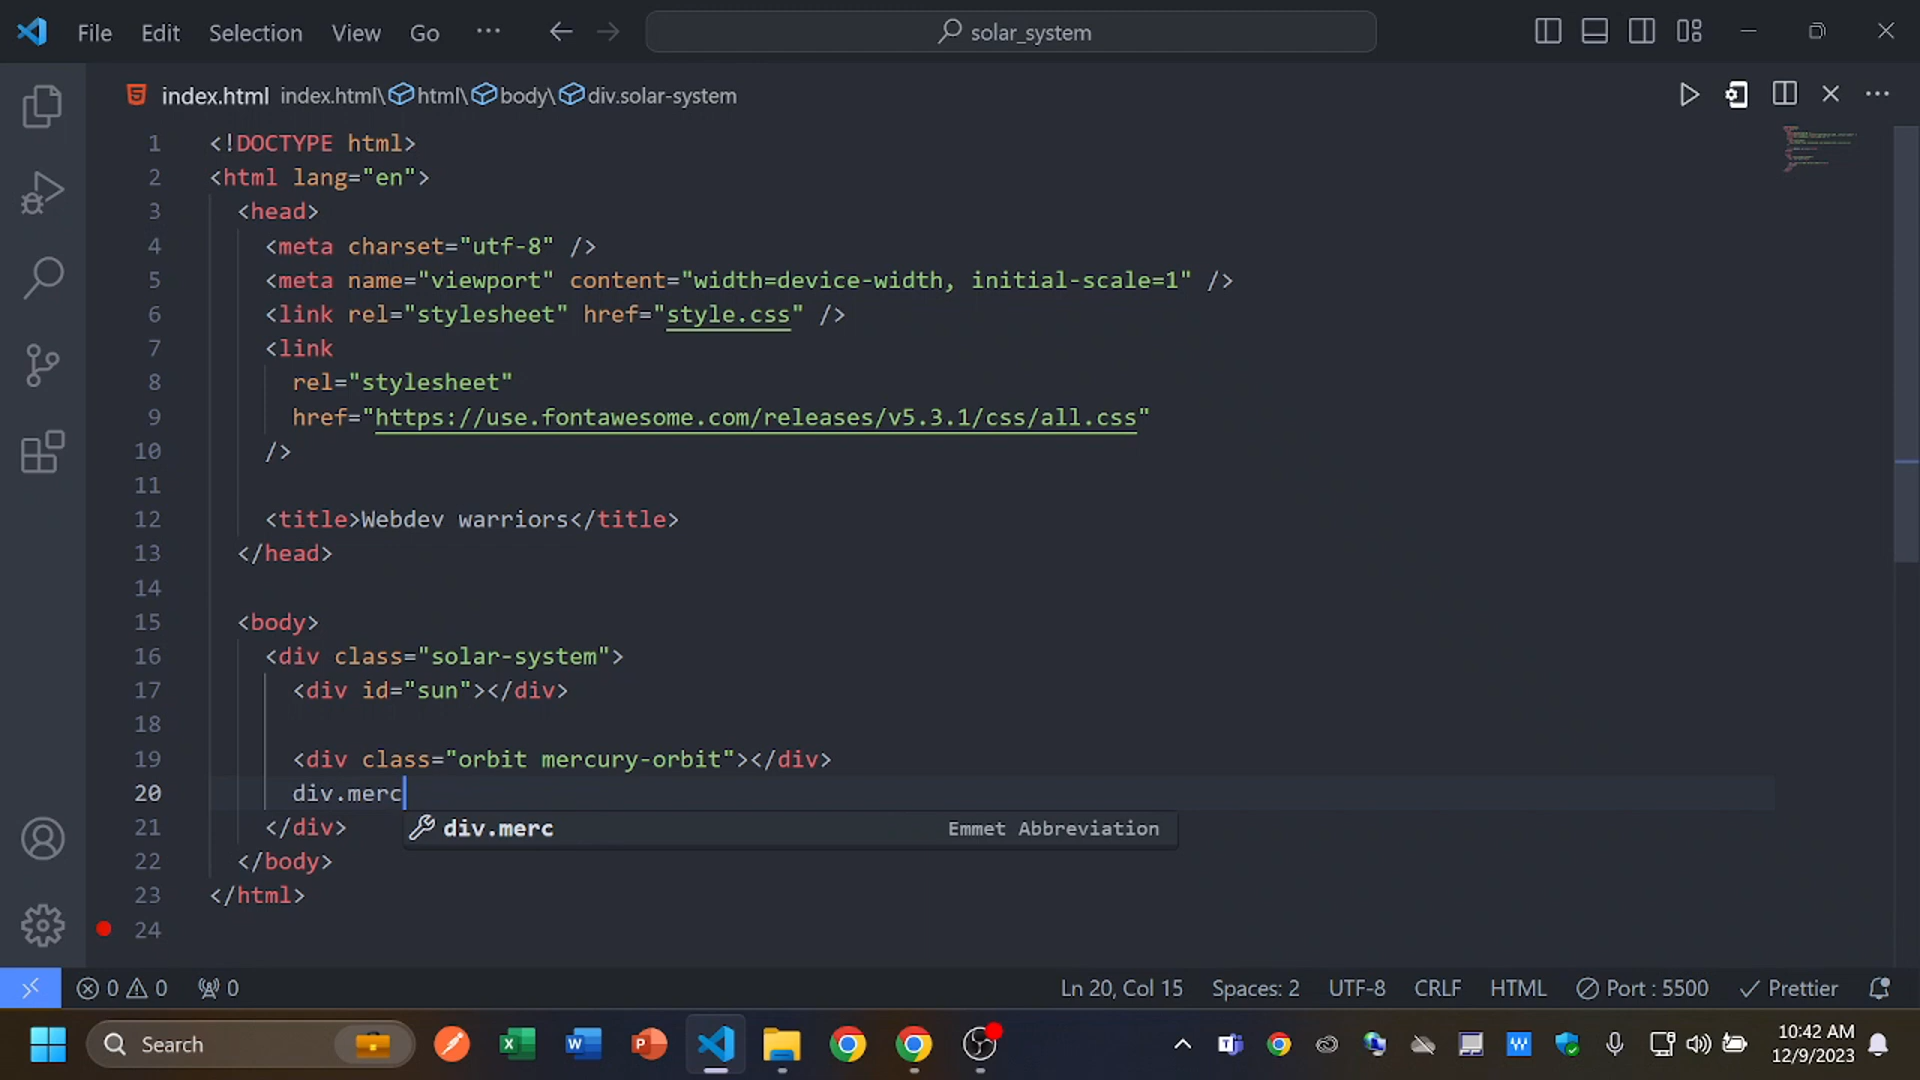 File Edit Selection View Go ··· solar_system
index.html index.html\html\body\div.solar-system
1 <!DOCTYPE html>
2 <html lang="en">
3 <head>
4 <meta charset="utf-8" />
5 <meta name="viewport" content="width=device-width, initial-scale=1" />
6 <link rel="stylesheet" href="style.css" />
7 <link
8 rel="stylesheet"
9 href="https://use.fontawesome.com/releases/v5.3.1/css/all.css"
10 />
11
12 <title>Webdev warriors</title>
13 </head>
14
15 <body>
16 <div class="solar-system">
17 <div id="sun"></div>
18
19 <div class="orbit mercury-orbit"></div>
20 div.merc
div.merc Emmet Abbreviation
21 </div>
22 </body>
23 </html>
24
0 0 0 Ln 20, Col 15 Spaces: 2 UTF-8 CRLF HTML Port : 5500 Prettier
Search 10:42 AM
12/9/2023